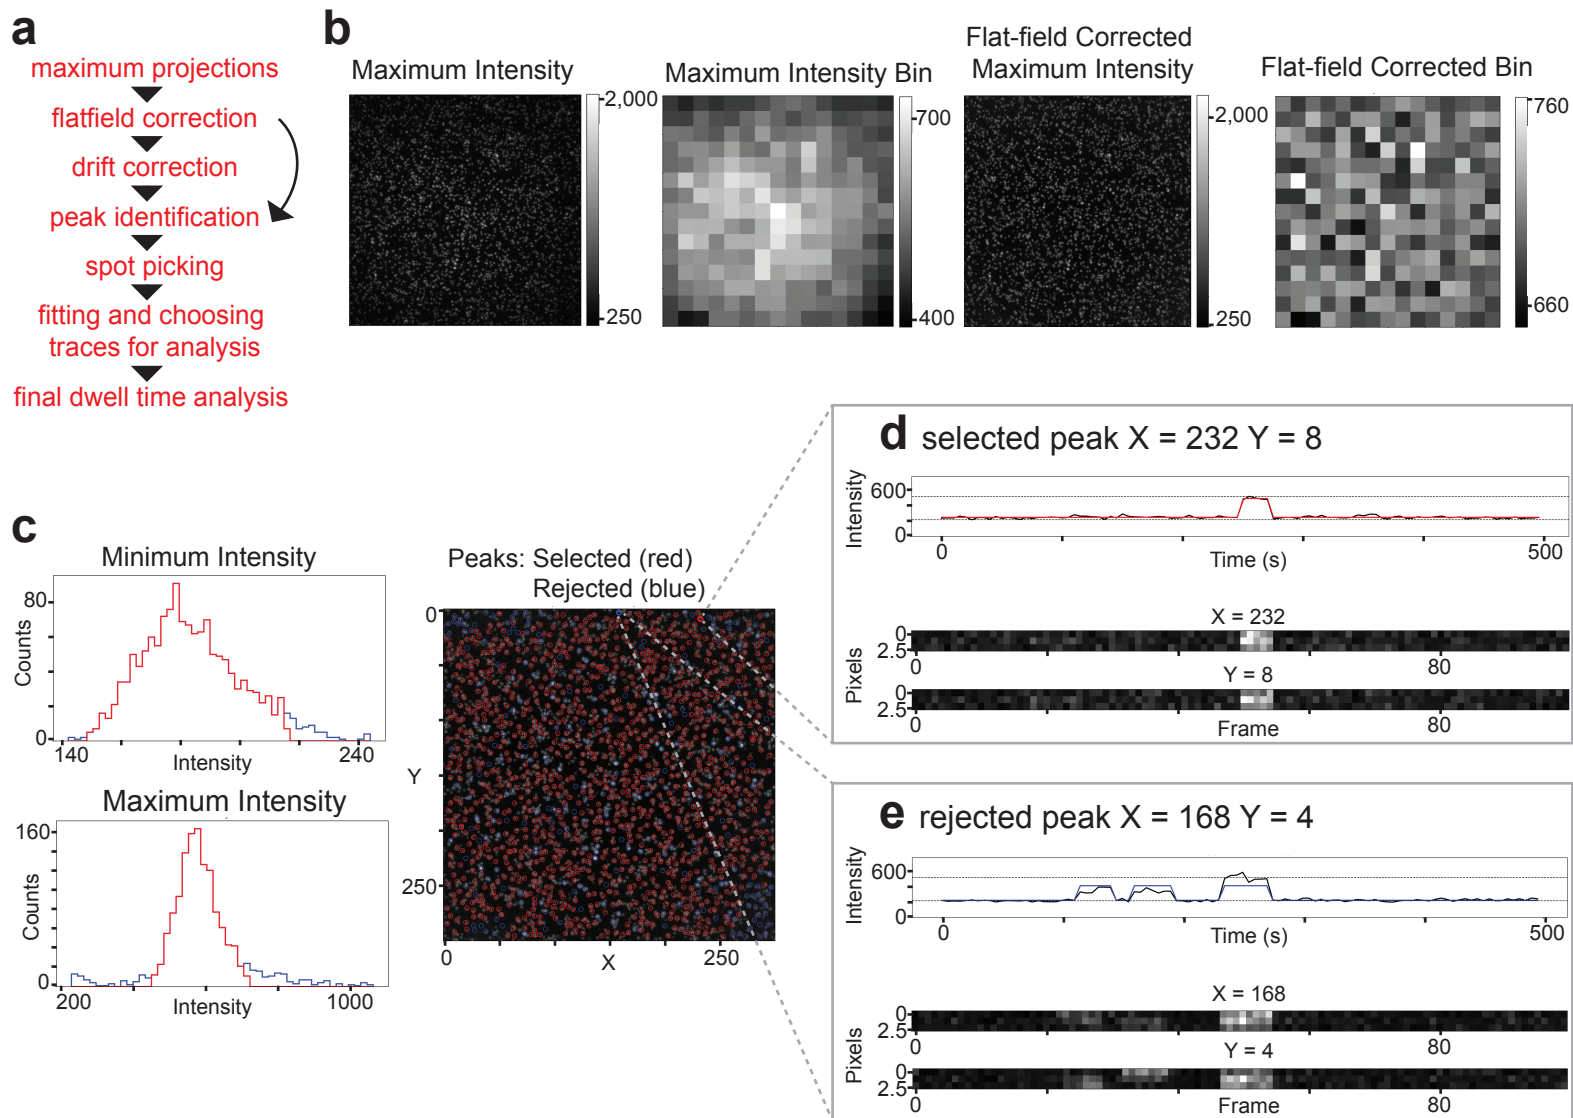 a
maximum projections
flatfield correction
drift correction
peak identification
spot picking
fitting and choosing
traces for analysis
final dwell time analysis
b
Maximum Intensity
2,000
250
Maximum Intensity Bin
700
400
Flat-field Corrected
Maximum Intensity
2,000
250
Flat-field Corrected Bin
760
660
c
Minimum Intensity
80
0
Counts
140
240
Intensity
Maximum Intensity
160
0
Counts
200
1000
Intensity
Peaks: Selected (red)
Rejected (blue)
0
Y
250
0
X
250
d selected peak X = 232 Y = 8
Intensity
600
0
0
Time (s)
500
X = 232
Pixels
0
2.5
0
80
Y = 8
0
2.5
0
Frame
80
e rejected peak X = 168 Y = 4
Intensity
600
0
0
Time (s)
500
X = 168
Pixels
0
2.5
0
80
Y = 4
0
2.5
0
Frame
80